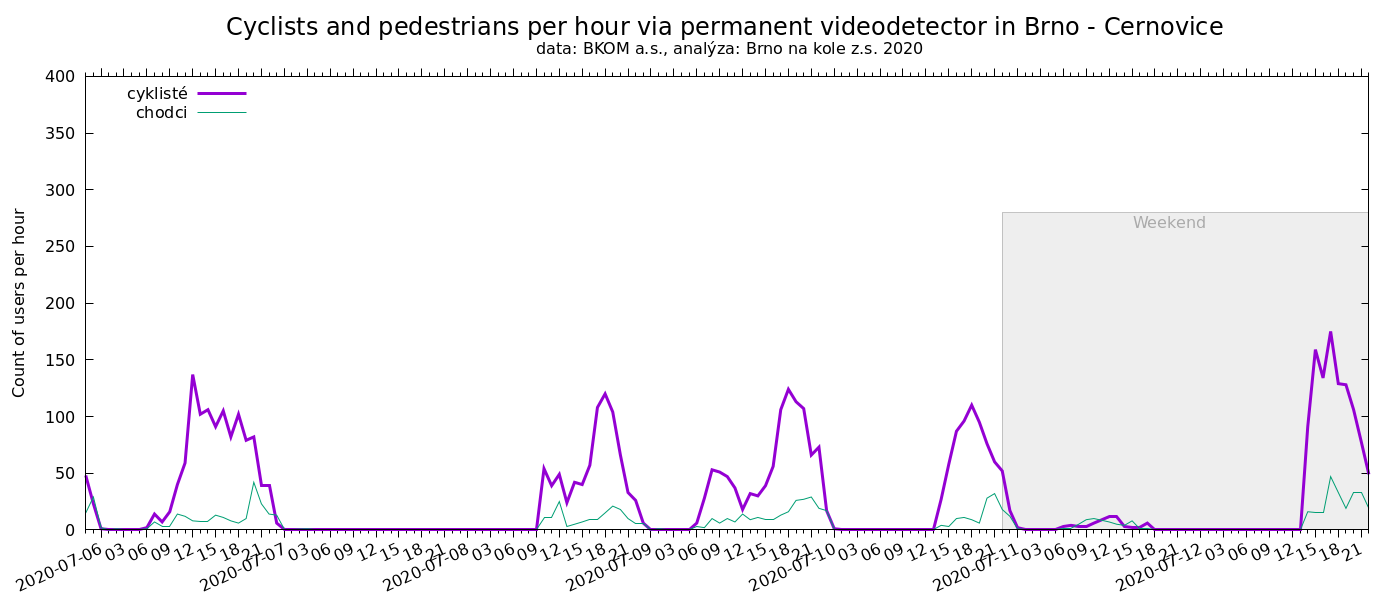 Cyclists and pedestrians per hour via permanent videodetector in Brno - Cernovice
data: BKOM a.s., analýza: Brno na kole z.s. 2020
Count of users per hour
400
350
300
250
200
150
100
50
0
cyklisté
chodci
Weekend
2020-07-06 03 06 09 12 15 18 21 2020-07-07 03 06 09 12 15 18 21 2020-07-08 03 06 09 12 15 18 21 2020-07-09 03 06 09 12 15 18 21 2020-07-10 03 06 09 12 15 18 21 2020-07-11 03 06 09 12 15 18 21 2020-07-12 03 06 09 12 15 18 21